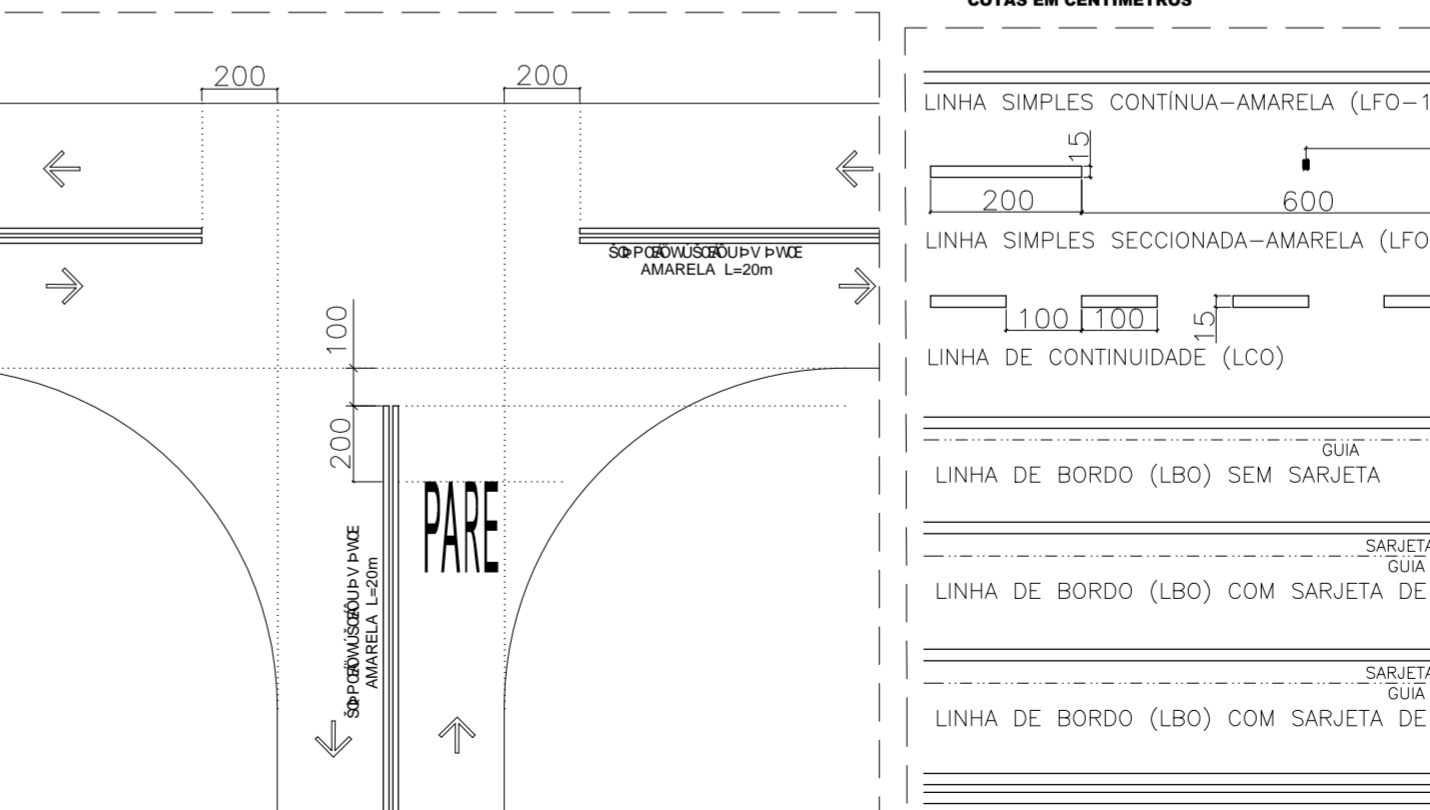 COTAS EM CENTÍMETROS
200
200
AMARELA L=20m
100
200
PARE
AMARELA L=20m
LINHA SIMPLES CONTÍNUA-AMARELA (LFO-1
15
200
600
LINHA SIMPLES SECCIONADA-AMARELA (LFO
100
100
15
LINHA DE CONTINUIDADE (LCO)
GUIA
LINHA DE BORDO (LBO) SEM SARJETA
SARJETA
GUIA
LINHA DE BORDO (LBO) COM SARJETA DE
SARJETA
GUIA
LINHA DE BORDO (LBO) COM SARJETA DE